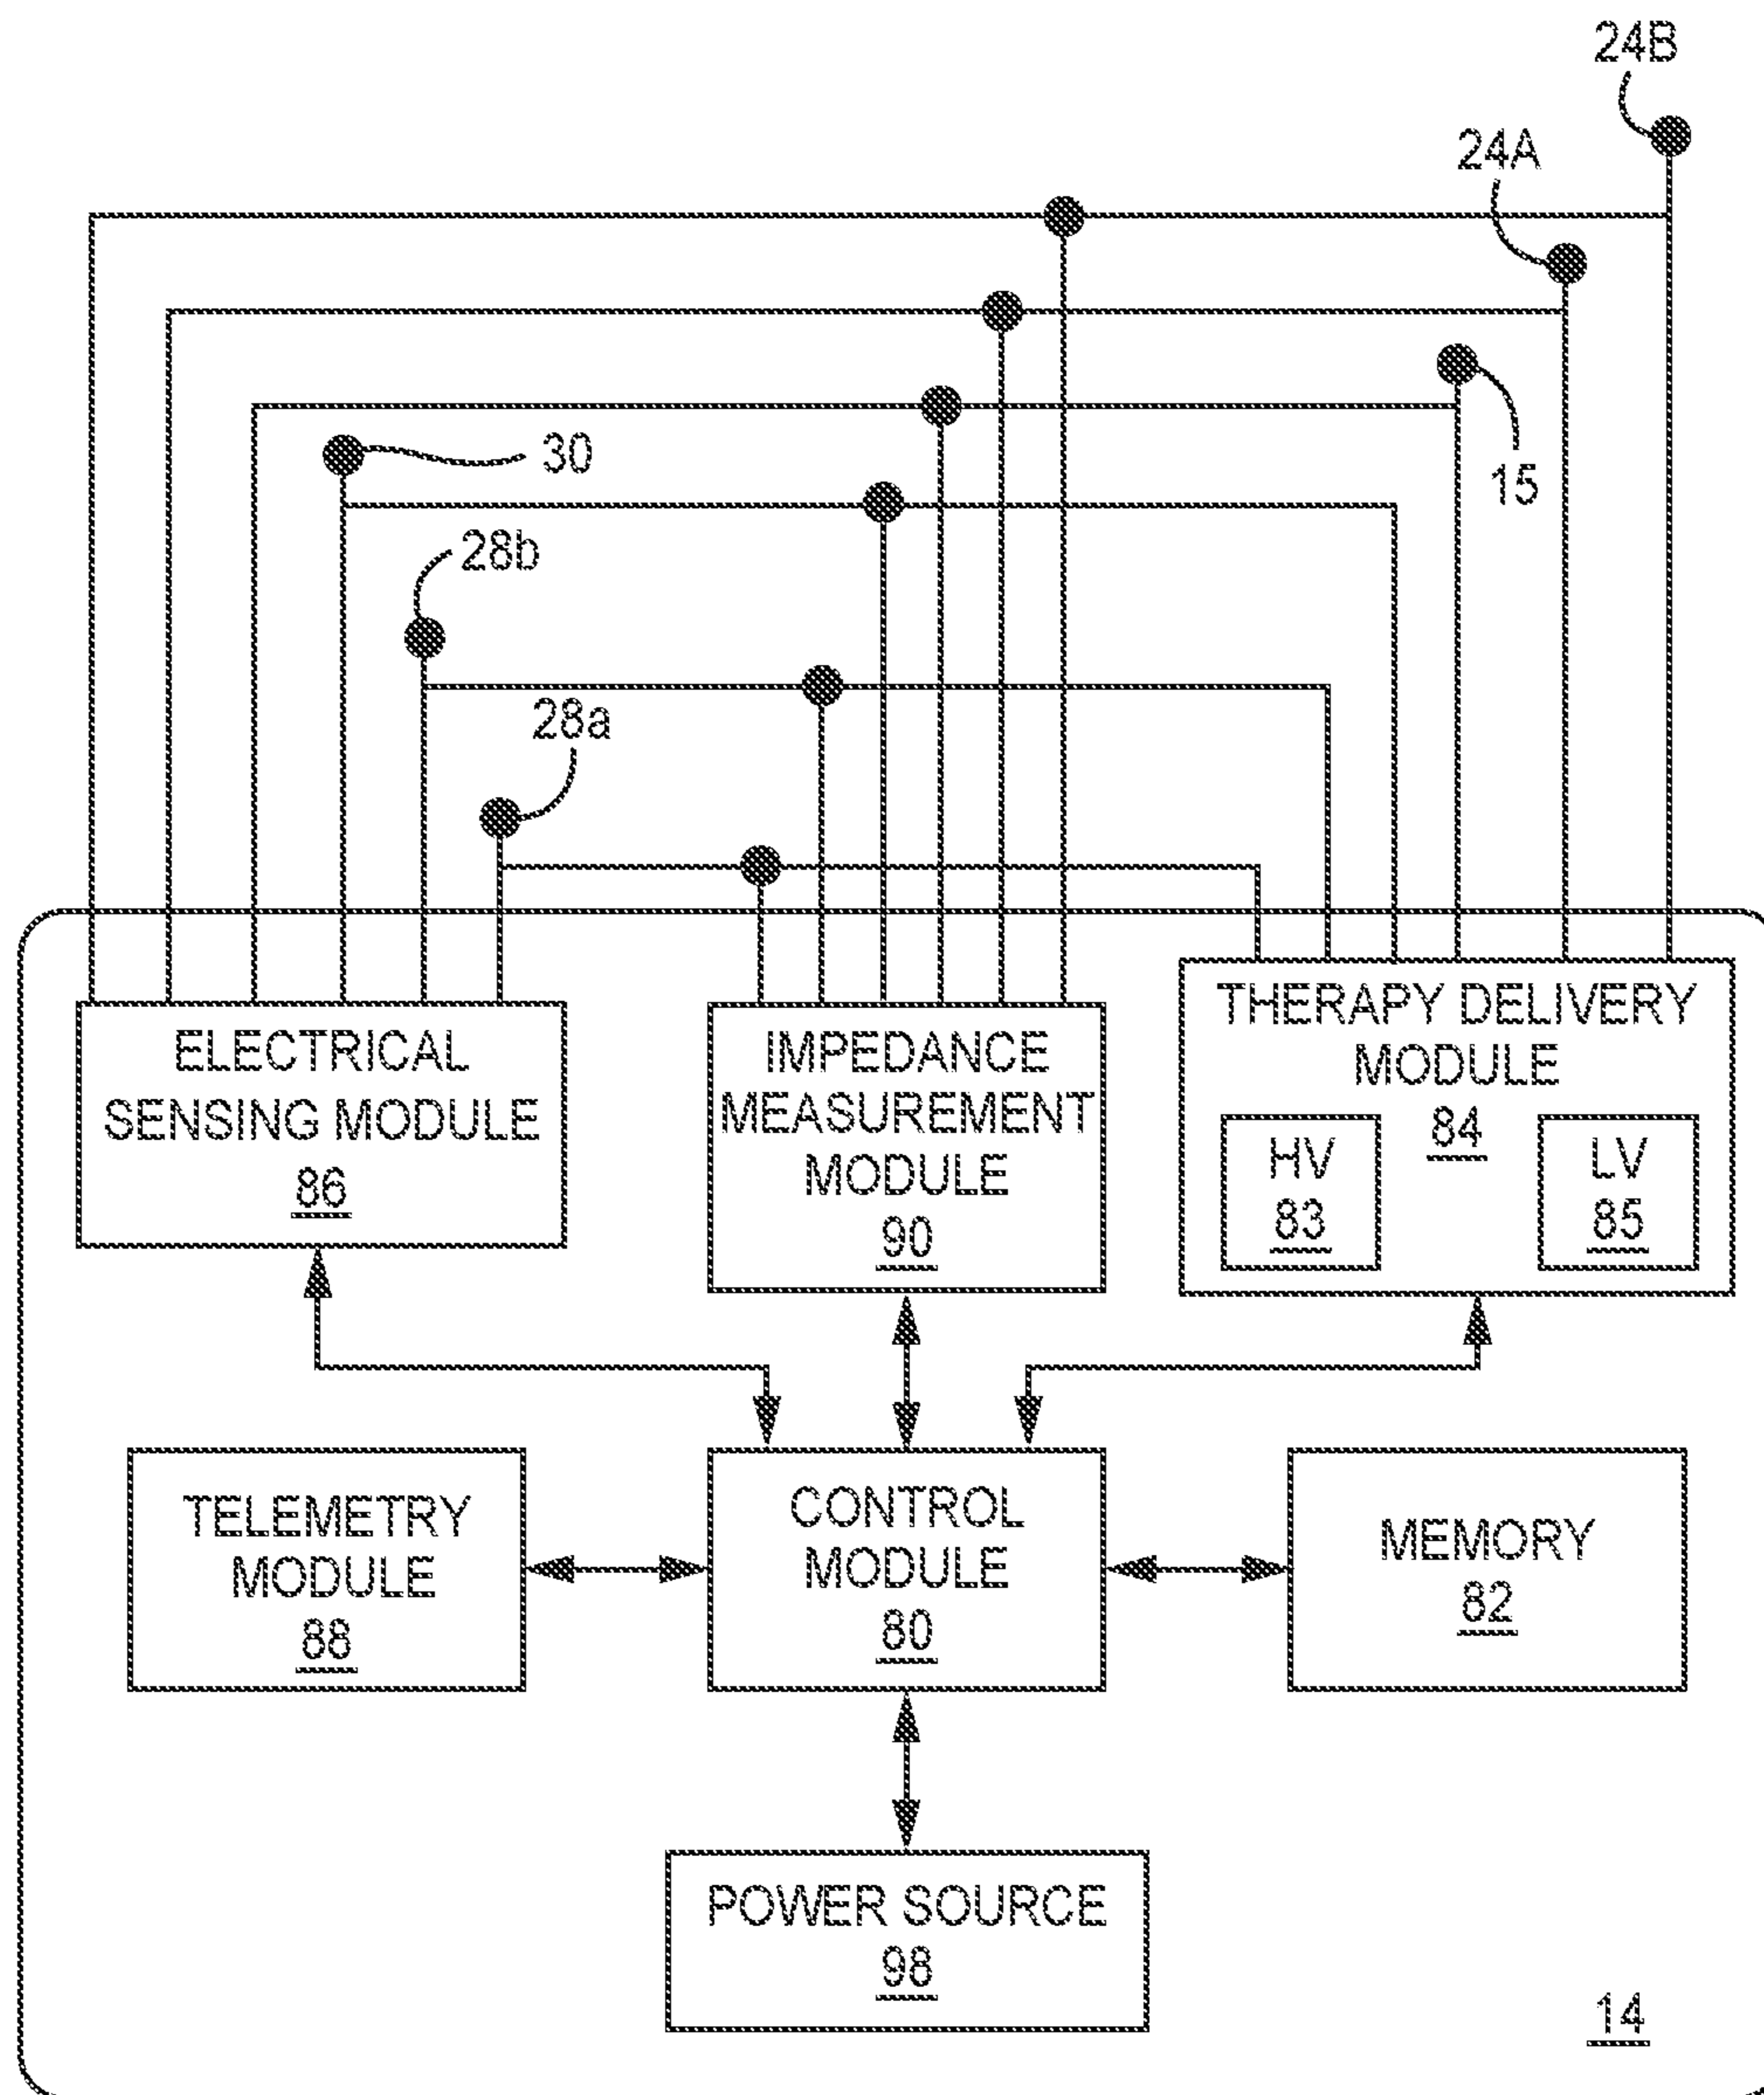 24B
24A
30
15
28b
28a
ELECTRICAL
SENSING MODULE
86
IMPEDANCE
MEASUREMENT
MODULE
90
THERAPY DELIVERY
MODULE
84
HV
83
LV
85
TELEMETRY
MODULE
88
CONTROL
MODULE
80
MEMORY
82
POWER SOURCE
98
14